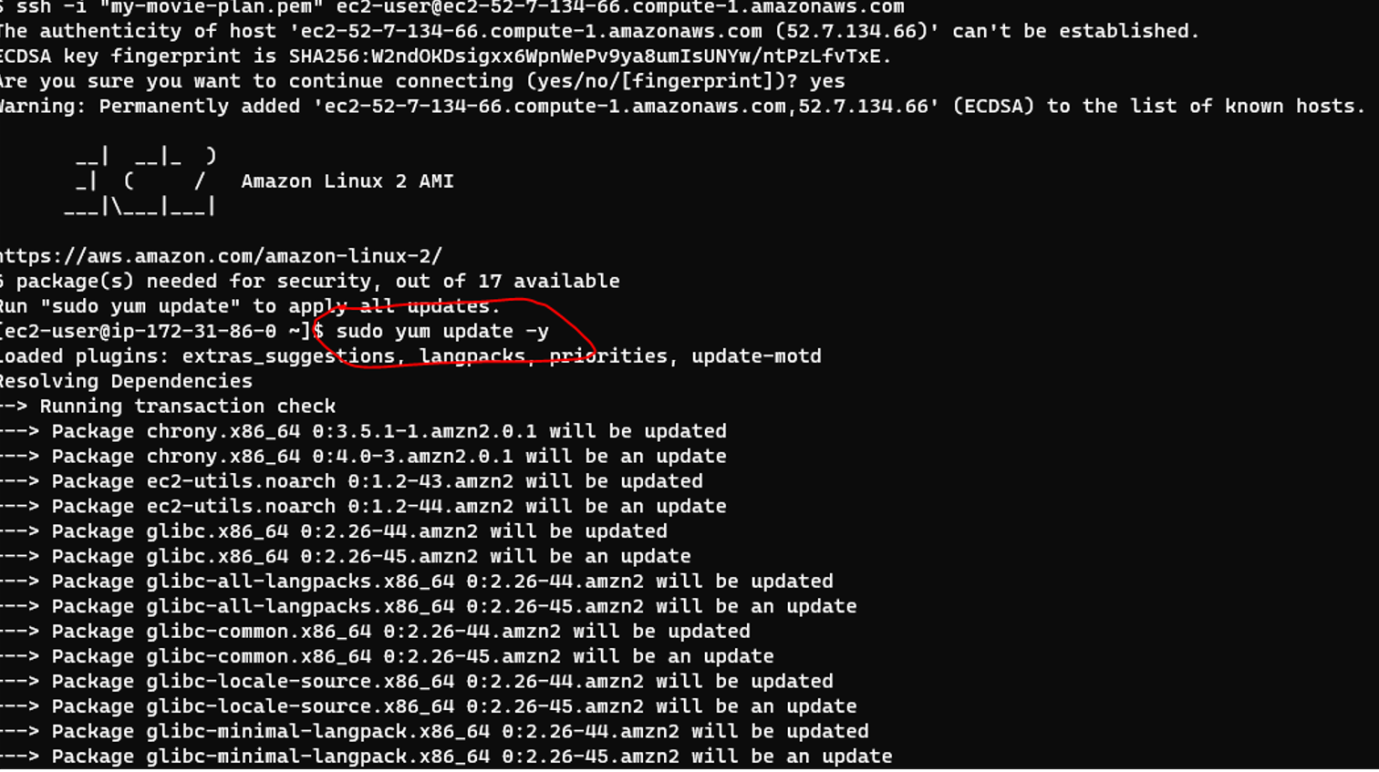 $ ssh -i "my-movie-plan.pem" ec2-user@ec2-52-7-134-66.compute-1.amazonaws.com
The authenticity of host 'ec2-52-7-134-66.compute-1.amazonaws.com (52.7.134.66)' can't be established.
ECDSA key fingerprint is SHA256:W2ndOKDsigxx6WpnWePv9ya8umIsUNYw/ntPzLfvTxE.
Are you sure you want to continue connecting (yes/no/[fingerprint])? yes
Warning: Permanently added 'ec2-52-7-134-66.compute-1.amazonaws.com,52.7.134.66' (ECDSA) to the list of known hosts.
__|  __|_  )
_|  (     /   Amazon Linux 2 AMI
___|\___|___|
https://aws.amazon.com/amazon-linux-2/
6 package(s) needed for security, out of 17 available
Run "sudo yum update" to apply all updates.
[ec2-user@ip-172-31-86-0 ~]$ sudo yum update -y
Loaded plugins: extras_suggestions, langpacks, priorities, update-motd
Resolving Dependencies
--> Running transaction check
---> Package chrony.x86_64 0:3.5.1-1.amzn2.0.1 will be updated
---> Package chrony.x86_64 0:4.0-3.amzn2.0.1 will be an update
---> Package ec2-utils.noarch 0:1.2-43.amzn2 will be updated
---> Package ec2-utils.noarch 0:1.2-44.amzn2 will be an update
---> Package glibc.x86_64 0:2.26-44.amzn2 will be updated
---> Package glibc.x86_64 0:2.26-45.amzn2 will be an update
---> Package glibc-all-langpacks.x86_64 0:2.26-44.amzn2 will be updated
---> Package glibc-all-langpacks.x86_64 0:2.26-45.amzn2 will be an update
---> Package glibc-common.x86_64 0:2.26-44.amzn2 will be updated
---> Package glibc-common.x86_64 0:2.26-45.amzn2 will be an update
---> Package glibc-locale-source.x86_64 0:2.26-44.amzn2 will be updated
---> Package glibc-locale-source.x86_64 0:2.26-45.amzn2 will be an update
---> Package glibc-minimal-langpack.x86_64 0:2.26-44.amzn2 will be updated
---> Package glibc-minimal-langpack.x86_64 0:2.26-45.amzn2 will be an update